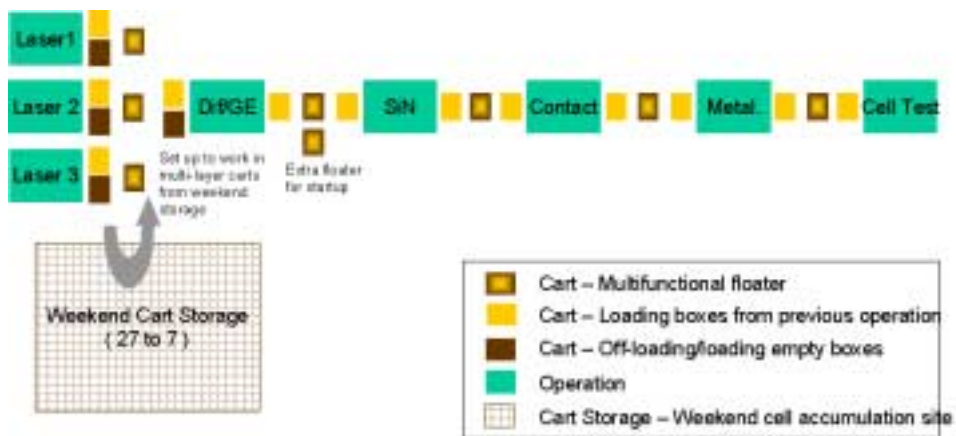 Laser1
Laser 2
Laser 3
Dif/GE
SiN
Contact
Metal.
Cell Test
Set up to work in
multi-layer carts
from weekend
storage
Extra floater
for startup
Weekend Cart Storage
( 27 to 7 )
Cart – Multifunctional floater
Cart – Loading boxes from previous operation
Cart – Off-loading/loading empty boxes
Operation
Cart Storage – Weekend cell accumulation site